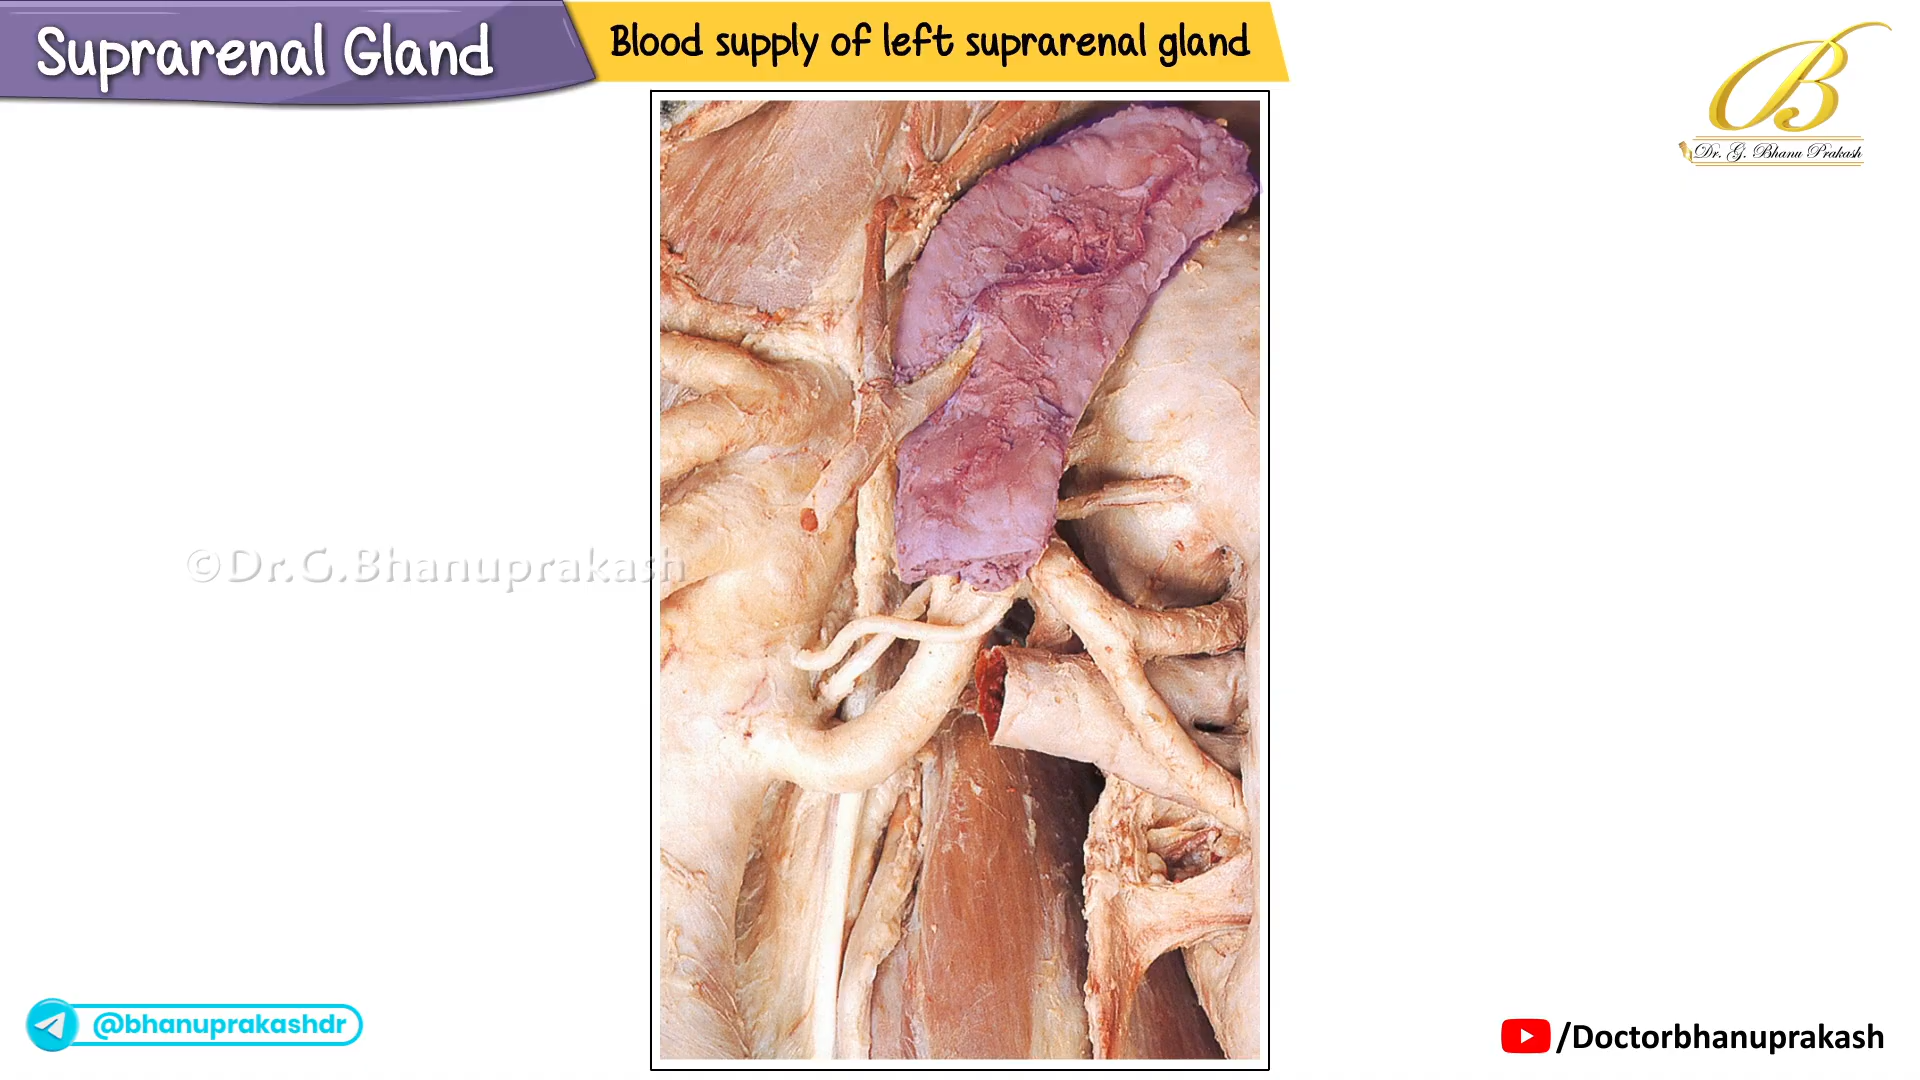 Suprarenal Gland
Blood supply of left suprarenal gland
Dr. G. Bhanu Prakash
©Dr.G.Bhanuprakash
@bhanuprakashdr
/Doctorbhanuprakash